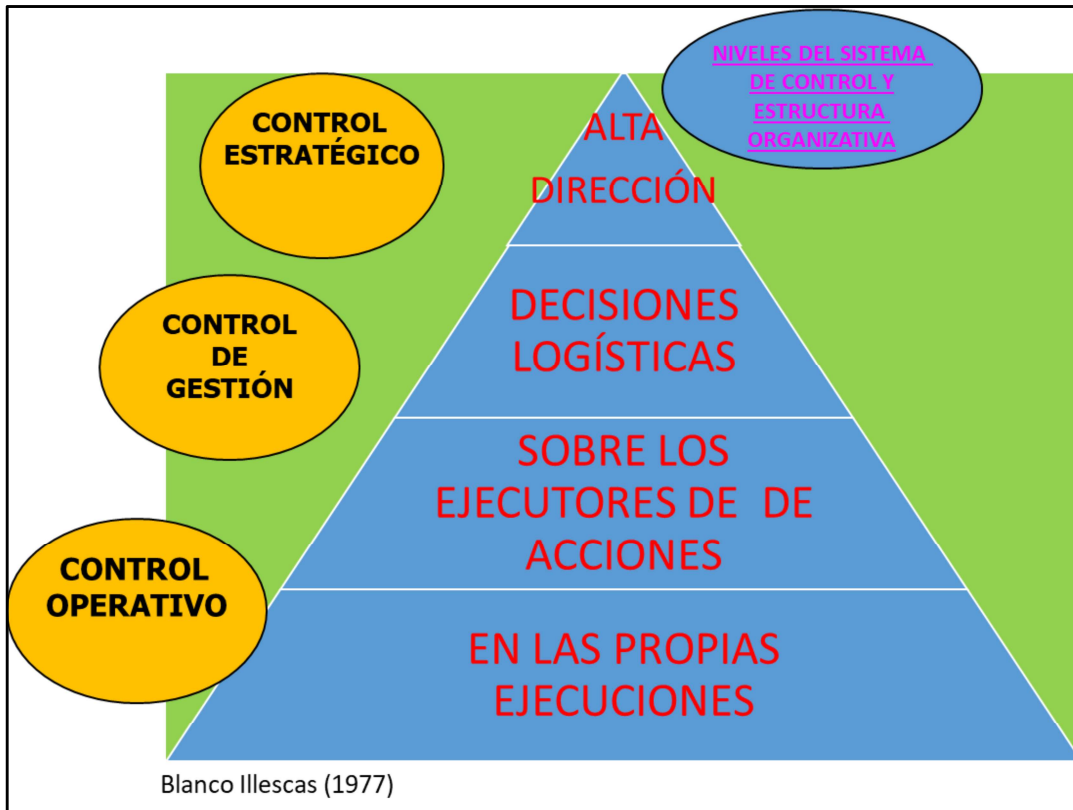 NIVELES DEL SISTEMA
DE CONTROL Y
ESTRUCTURA
ORGANIZATIVA
CONTROL
ESTRATÉGICO
ALTA
DIRECCIÓN
CONTROL
DE
GESTIÓN
DECISIONES
LOGÍSTICAS
SOBRE LOS
EJECUTORES DE DE
ACCIONES
CONTROL
OPERATIVO
EN LAS PROPIAS
EJECUCIONES
Blanco Illescas (1977)